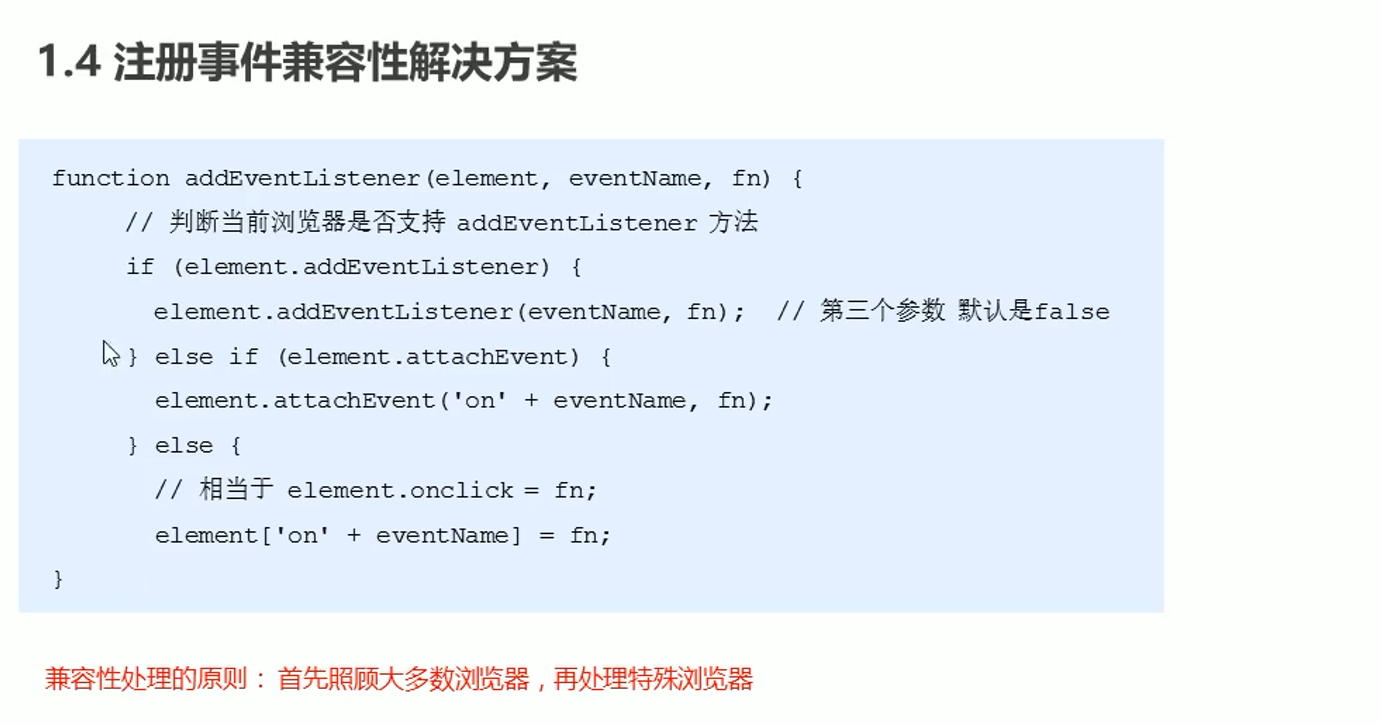 1.4 注册事件兼容性解决方案
function addEventListener(element, eventName, fn) {
// 判断当前浏览器是否支持 addEventListener 方法
if (element.addEventListener) {
element.addEventListener(eventName, fn); // 第三个参数 默认是false
} else if (element.attachEvent) {
element.attachEvent('on' + eventName, fn);
} else {
// 相当于 element.onclick = fn;
element['on' + eventName] = fn;
}
兼容性处理的原则：首先照顾大多数浏览器，再处理特殊浏览器